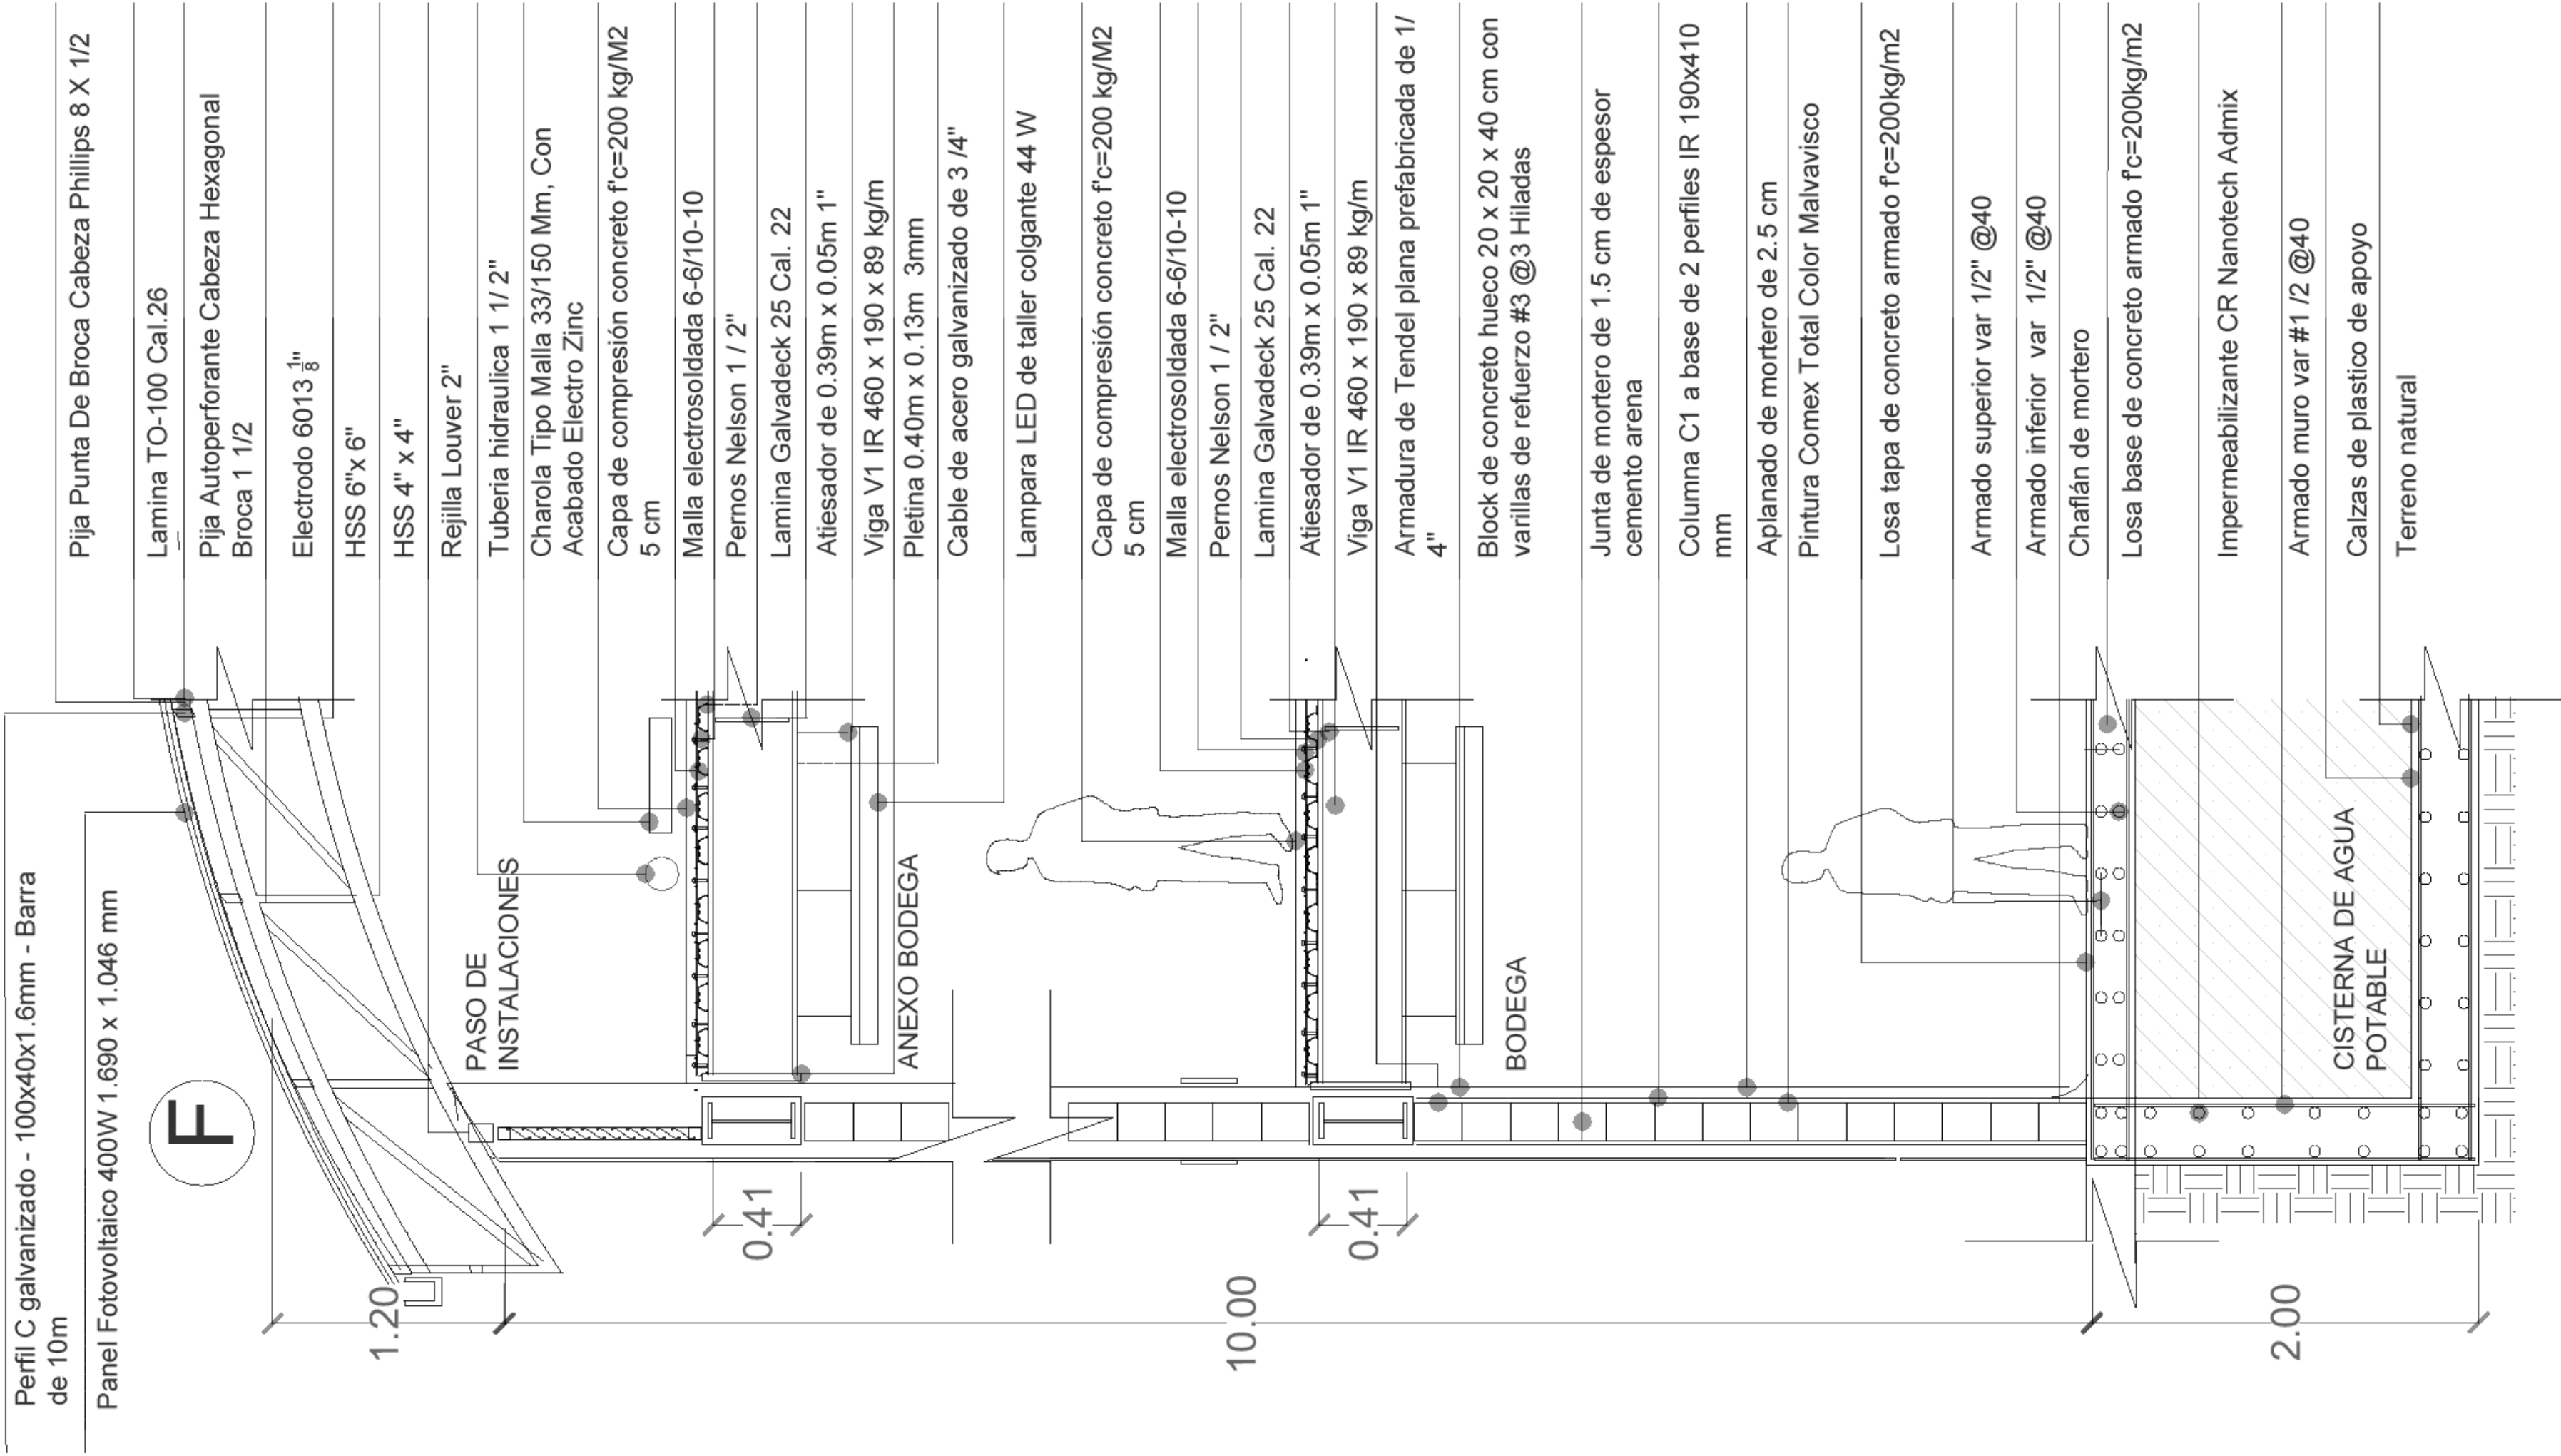 Perfil C galvanizado - 100x40x1.6mm - Barra
de 10m
Panel Fotovoltaico 400W 1.690 x 1.046 mm
F
Pija Punta De Broca Cabeza Phillips 8 X 1/2
Lamina TO-100 Cal.26
Pija Autoperforante Cabeza Hexagonal
Broca 1 1/2
Electrodo 6013 1/8"
HSS 6"x 6"
HSS 4" x 4"
Rejilla Louver 2"
Tuberia hidraulica 1 1/ 2"
Charola Tipo Malla 33/150 Mm, Con
Acabado Electro Zinc
Capa de compresión concreto f'c=200 kg/M2
5 cm
Malla electrosoldada 6-6/10-10
Pernos Nelson 1 / 2"
Lamina Galvadeck 25 Cal. 22
Atiesador de 0.39m x 0.05m 1"
Viga V1 IR 460 x 190 x 89 kg/m
Pletina 0.40m x 0.13m 3mm
Cable de acero galvanizado de 3 /4"
Lampara LED de taller colgante 44 W
Capa de compresión concreto f'c=200 kg/M2
5 cm
Malla electrosoldada 6-6/10-10
Pernos Nelson 1 / 2"
Lamina Galvadeck 25 Cal. 22
Atiesador de 0.39m x 0.05m 1"
Viga V1 IR 460 x 190 x 89 kg/m
Armadura de Tendel plana prefabricada de 1/
4"
Block de concreto hueco 20 x 20 x 40 cm con
varillas de refuerzo #3 @3 Hiladas
Junta de mortero de 1.5 cm de espesor
cemento arena
Columna C1 a base de 2 perfiles IR 190x410
mm
Aplanado de mortero de 2.5 cm
Pintura Comex Total Color Malvavisco
Losa tapa de concreto armado f'c=200kg/m2
Armado superior var 1/2" @40
Armado inferior var 1/2" @40
Chaflán de mortero
Losa base de concreto armado f'c=200kg/m2
Impermeabilizante CR Nanotech Admix
Armado muro var #1 /2 @40
Calzas de plastico de apoyo
Terreno natural
PASO DE
INSTALACIONES
ANEXO BODEGA
BODEGA
CISTERNA DE AGUA
POTABLE
1.20
0.41
10.00
0.41
2.00